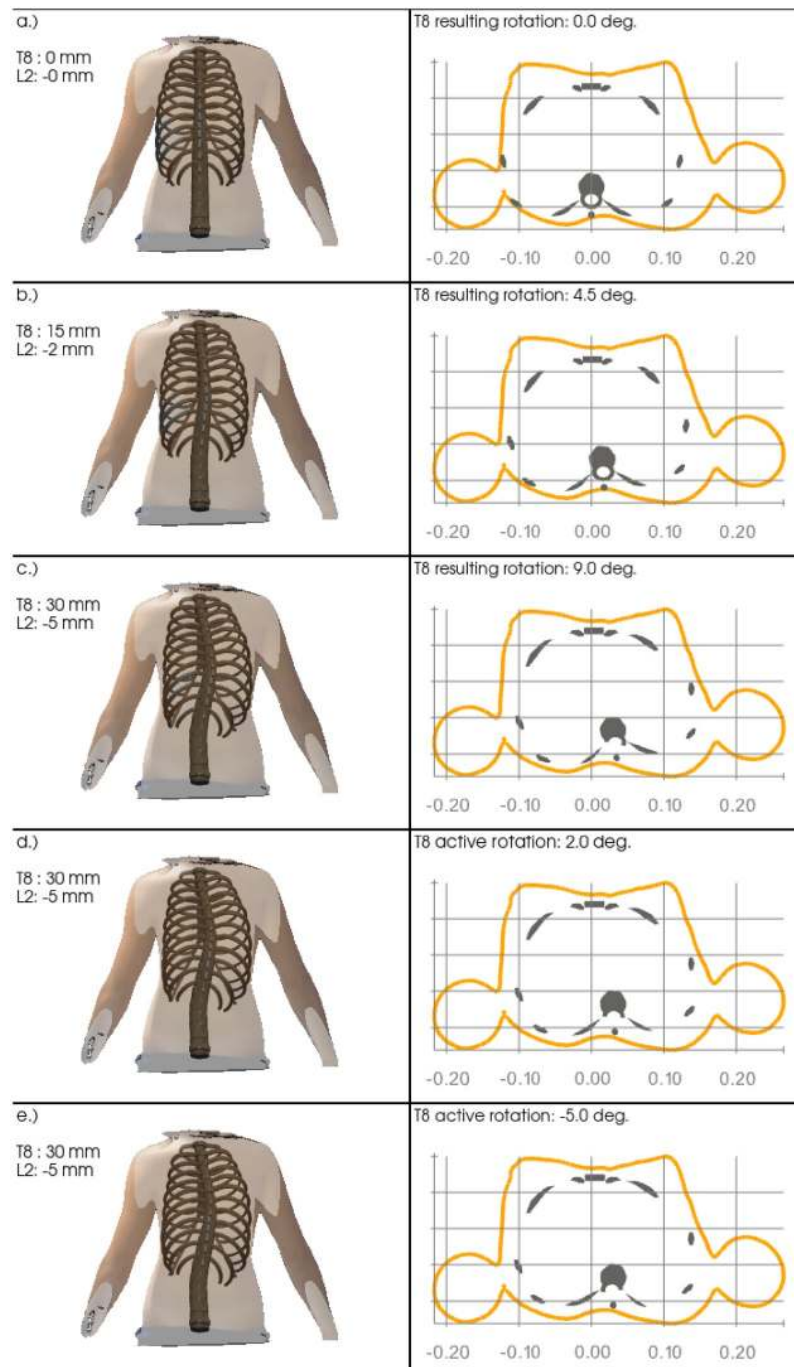 a.)
T8 : 0 mm
L2: -0 mm
T8 resulting rotation: 0.0 deg.
-0.20 -0.10 0.00 0.10 0.20
b.)
T8 : 15 mm
L2: -2 mm
T8 resulting rotation: 4.5 deg.
-0.20 -0.10 0.00 0.10 0.20
c.)
T8 : 30 mm
L2: -5 mm
T8 resulting rotation: 9.0 deg.
-0.20 -0.10 0.00 0.10 0.20
d.)
T8 : 30 mm
L2: -5 mm
T8 active rotation: 2.0 deg.
-0.20 -0.10 0.00 0.10 0.20
e.)
T8 : 30 mm
L2: -5 mm
T8 active rotation: -5.0 deg.
-0.20 -0.10 0.00 0.10 0.20